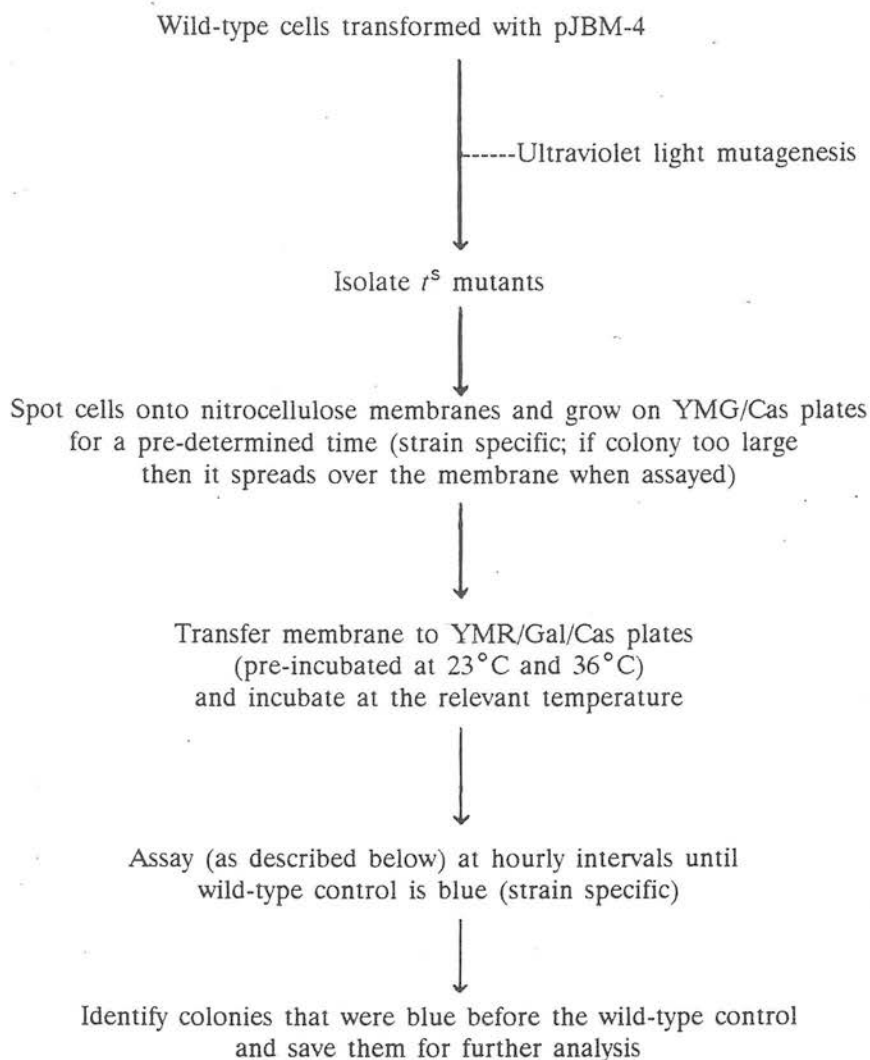 Wild-type cells transformed with pJBM-4
------Ultraviolet light mutagenesis
Isolate tˢ mutants
Spot cells onto nitrocellulose membranes and grow on YMG/Cas plates
for a pre-determined time (strain specific; if colony too large
then it spreads over the membrane when assayed)
Transfer membrane to YMR/Gal/Cas plates
(pre-incubated at 23°C and 36°C)
and incubate at the relevant temperature
Assay (as described below) at hourly intervals until
wild-type control is blue (strain specific)
Identify colonies that were blue before the wild-type control
and save them for further analysis